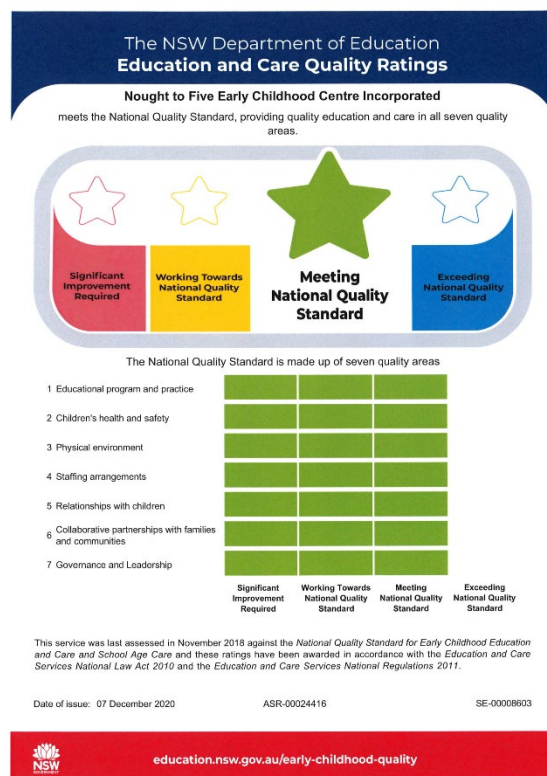 The NSW Department of Education
Education and Care Quality Ratings
Nought to Five Early Childhood Centre Incorporated
meets the National Quality Standard, providing quality education and care in all seven quality
areas.
Significant
Improvement
Required
Working Towards
National Quality
Standard
Meeting
National Quality
Standard
Exceeding
National Quality
Standard
The National Quality Standard is made up of seven quality areas
1 Educational program and practice
2 Children's health and safety
3 Physical environment
4 Staffing arrangements
5 Relationships with children
6 Collaborative partnerships with families
and communities
7 Governance and Leadership
Significant
Improvement
Required
Working Towards
National Quality
Standard
Meeting
National Quality
Standard
Exceeding
National Quality
Standard
This service was last assessed in November 2018 against the National Quality Standard for Early Childhood Education
and Care and School Age Care and these ratings have been awarded in accordance with the Education and Care
Services National Law Act 2010 and the Education and Care Services National Regulations 2011.
Date of issue: 07 December 2020 ASR-00024416 SE-00008603
NSW
GOVERNMENT
education.nsw.gov.au/early-childhood-quality